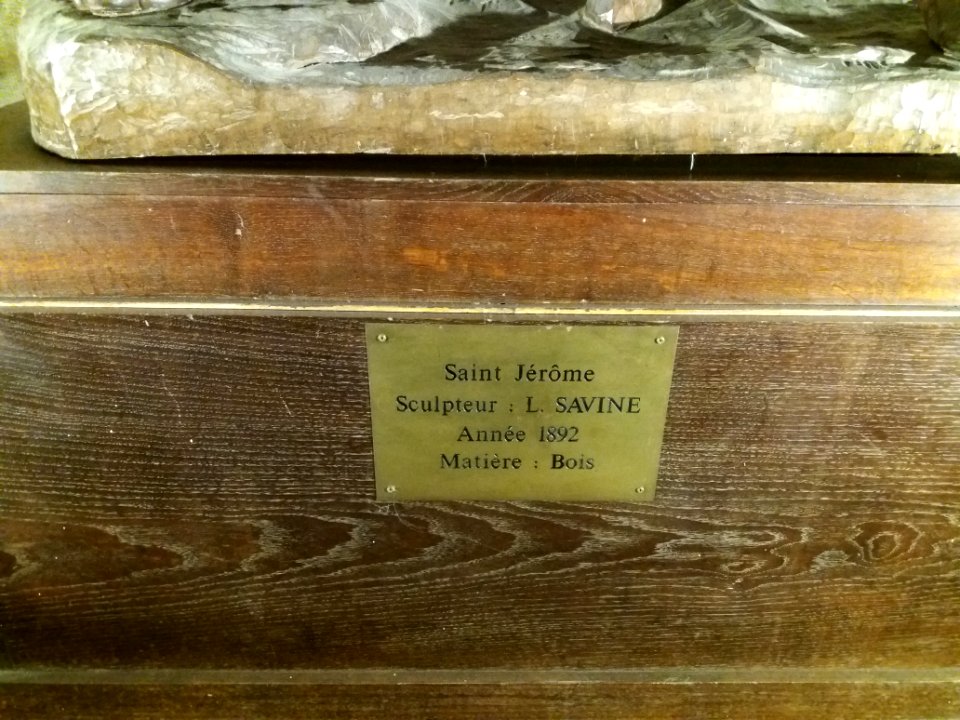 Saint Jérôme
Sculpteur : L. SAVINE
Année 1892
Matière : Bois